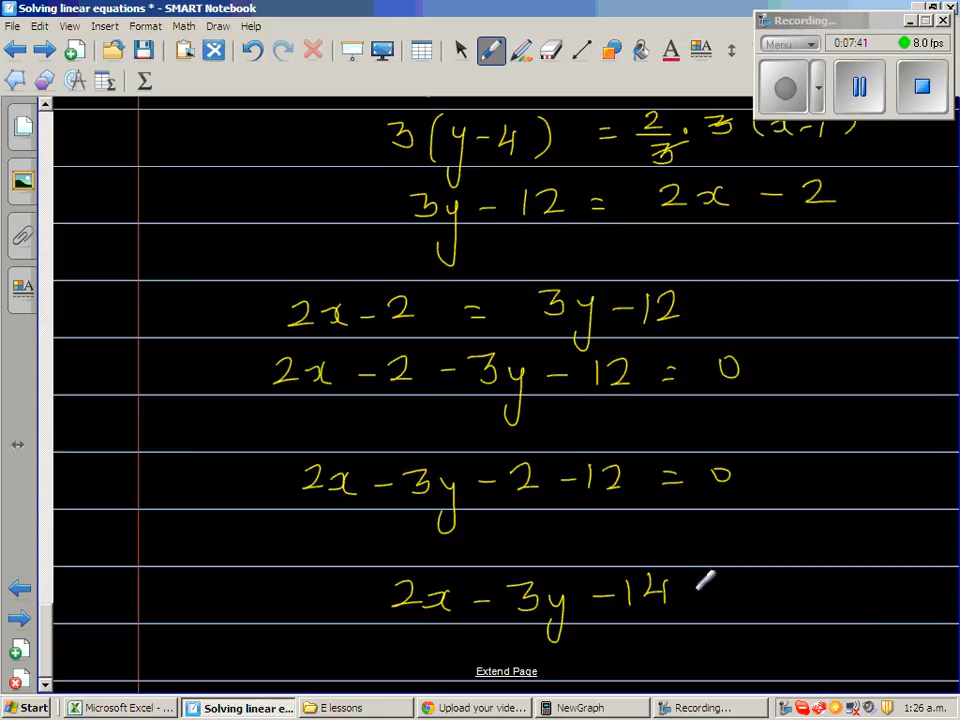 Solving linear equations * - SMART Notebook
File Edit View Insert Format Math Draw Help
Recording...
Menu 0:07:41 8.0 fps
3(y-4) = 2/3 · 3(x-1)
3y - 12 = 2x - 2
2x - 2 = 3y - 12
2x - 2 - 3y - 12 = 0
2x - 3y - 2 - 12 = 0
2x - 3y - 14
Extend Page
Start Microsoft Excel - ... Solving linear e... E lessons Upload your vide... NewGraph Recording... 1:26 a.m.